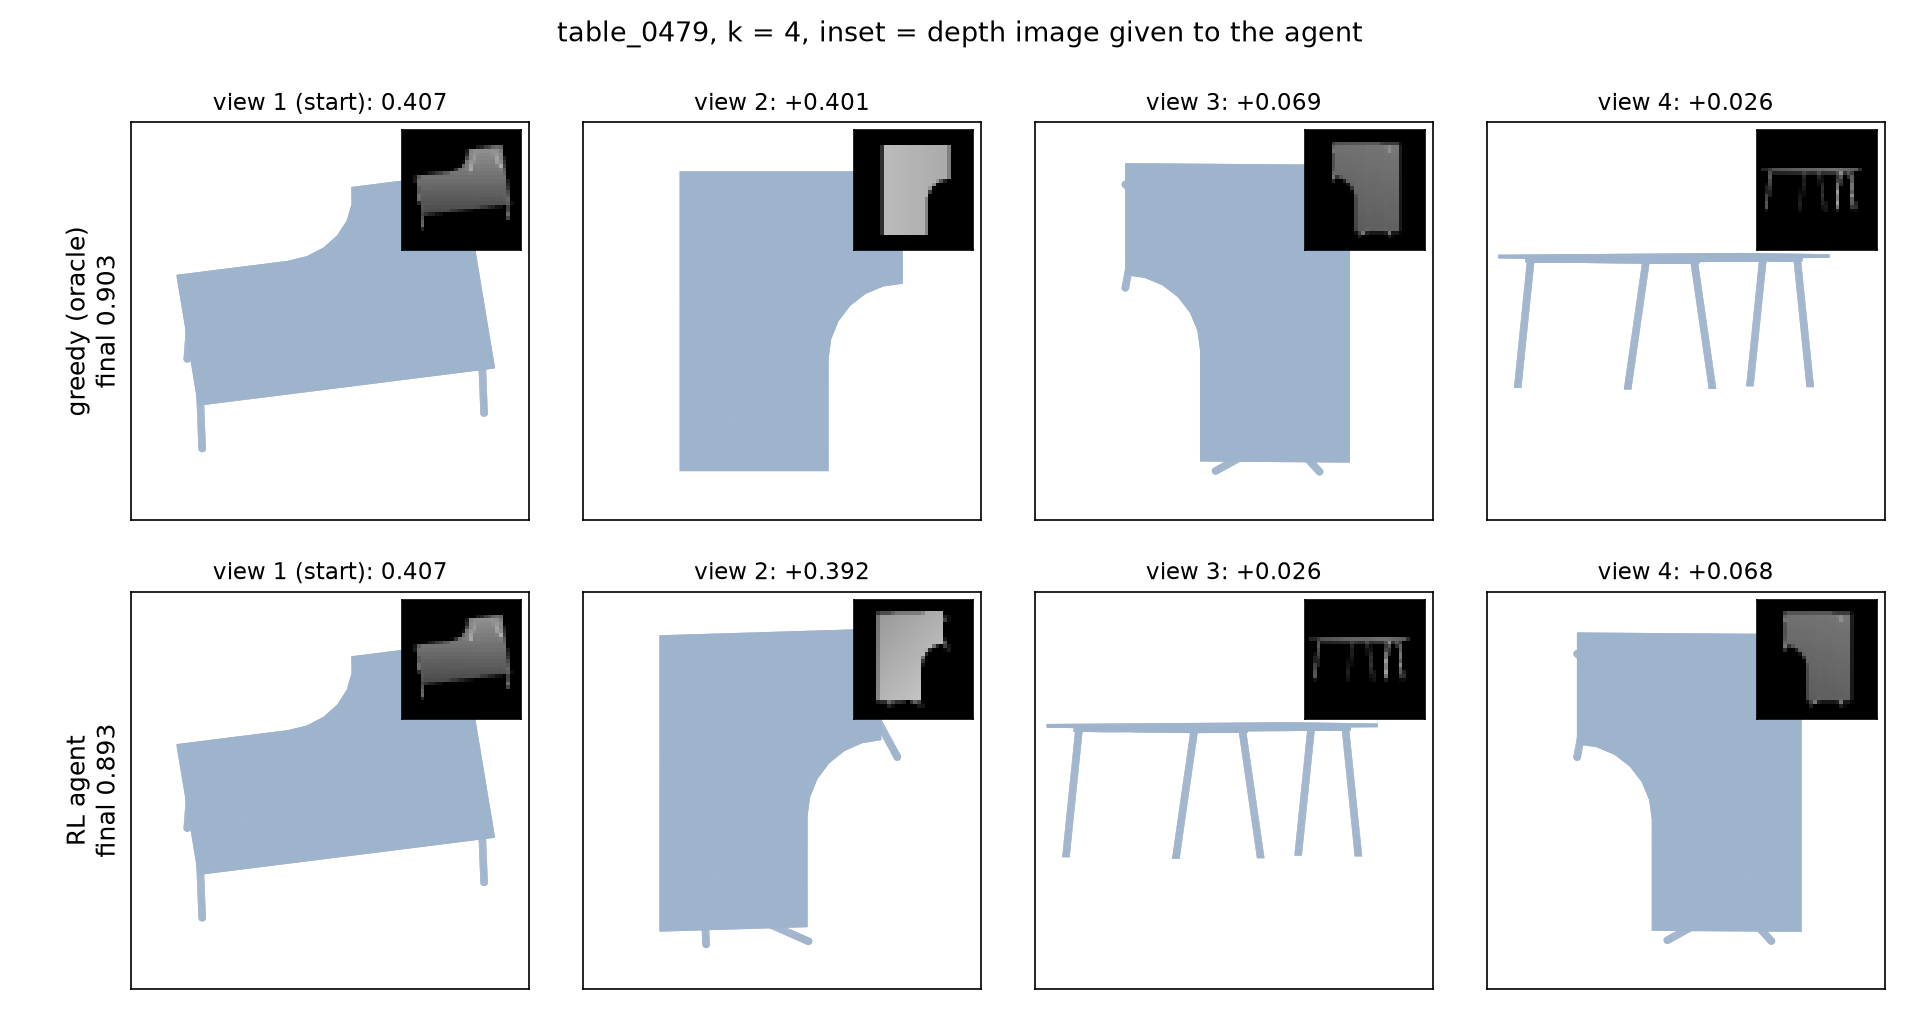 table_0479, k = 4, inset = depth image given to the agent
view 1 (start): 0.407
view 2: +0.401
view 3: +0.069
view 4: +0.026
greedy (oracle)
final 0.903
view 1 (start): 0.407
view 2: +0.392
view 3: +0.026
view 4: +0.068
RL agent
final 0.893